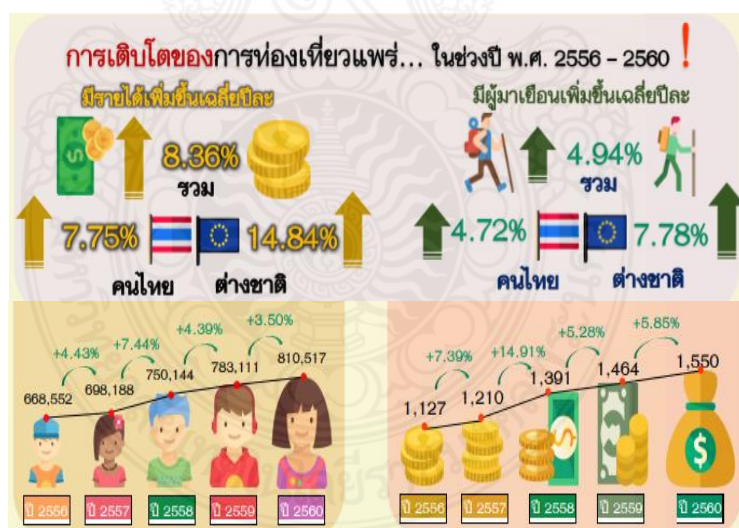 การเติบโตของการท่องเที่ยวแพร่... ในช่วงปี พ.ศ. 2556 – 2560 !
มีรายได้เพิ่มขึ้นเฉลี่ยปีละ
8.36%
รวม
7.75%
14.84%
คนไทย
ต่างชาติ
มีผู้มาเยือนเพิ่มขึ้นเฉลี่ยปีละ
4.94%
รวม
4.72%
7.78%
คนไทย
ต่างชาติ
+4.43%
+7.44%
+4.39%
+3.50%
668,552
698,188
750,144
783,111
810,517
ปี 2556
ปี 2557
ปี 2558
ปี 2559
ปี 2560
+7.39%
+14.91%
+5.28%
+5.85%
1,127
1,210
1,391
1,464
1,550
$
ปี 2556
ปี 2557
ปี 2558
ปี 2559
ปี 2560